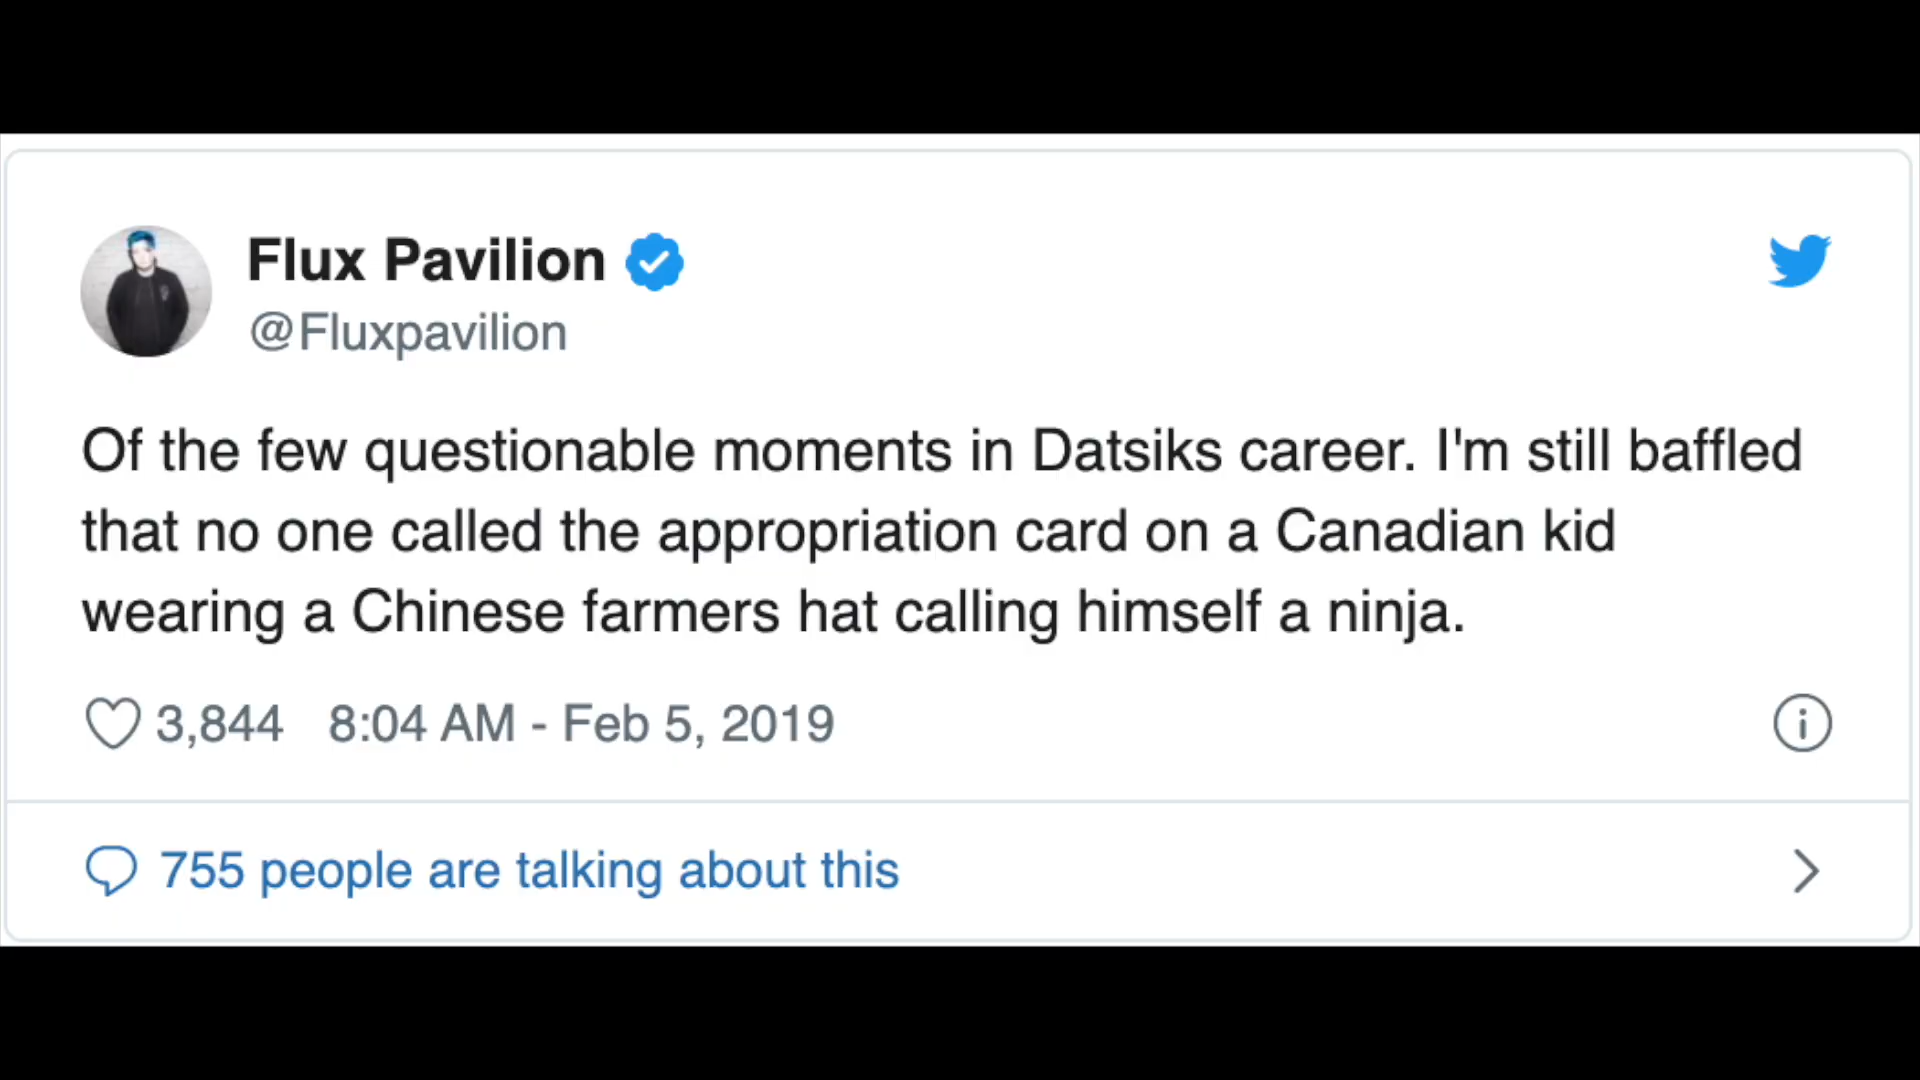 Flux Pavilion
@Fluxpavilion
Of the few questionable moments in Datsiks career. I'm still baffled
that no one called the appropriation card on a Canadian kid
wearing a Chinese farmers hat calling himself a ninja.
3,844 8:04 AM - Feb 5, 2019
755 people are talking about this